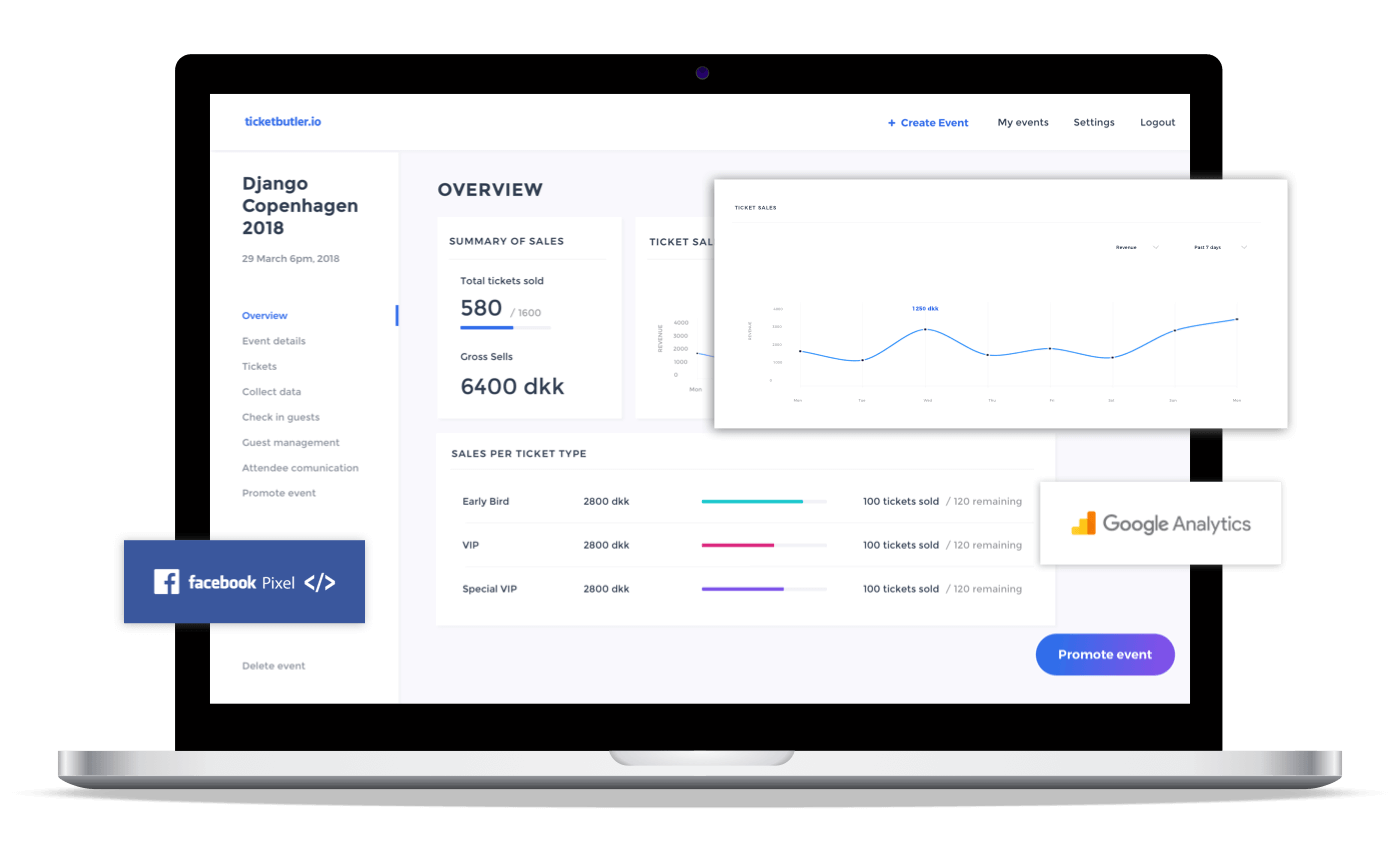 ticketbutler.io
+ Create Event
My events
Settings
Logout
Django
Copenhagen
2018
29 March 6pm, 2018
Overview
Event details
Tickets
Collect data
Check in guests
Guest management
Attendee comunication
Promote event
Delete event
OVERVIEW
SUMMARY OF SALES
Total tickets sold
580 / 1600
Gross Sells
6400 dkk
TICKET SAL
REVENUE
4000
3000
2000
1000
0
Mon
TICKET SALES
Revenue
Past 7 days
1250 dkk
REVENUE
2000
1000
0
Mon
Tue
Wed
Thu
Fri
Sat
Sun
Mon
SALES PER TICKET TYPE
Early Bird 2800 dkk 100 tickets sold / 120 remaining
VIP 2800 dkk 100 tickets sold / 120 remaining
Special VIP 2800 dkk 100 tickets sold / 120 remaining
Google Analytics
facebook Pixel </>
Promote event